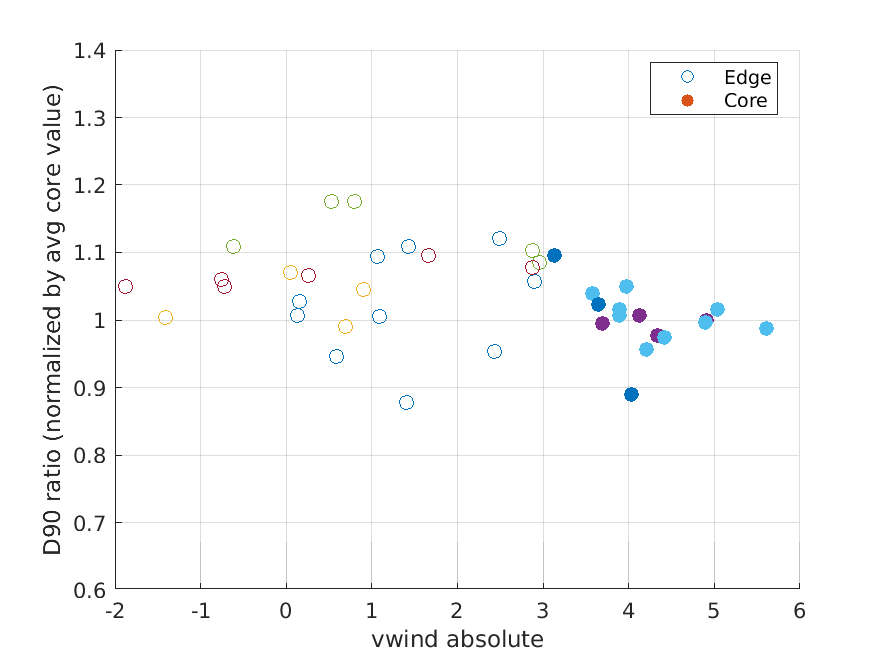 1.4
1.3
1.2
1.1
1
0.9
0.8
0.7
0.6
D90 ratio (normalized by avg core value)
Edge
Core
-2 -1 0 1 2 3 4 5 6
vwind absolute